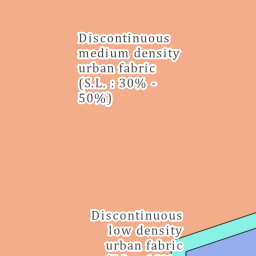 Discontinuous
medium density
urban fabric
(S.L. : 30% -
50%)
Discontinuous
low density
urban fabric